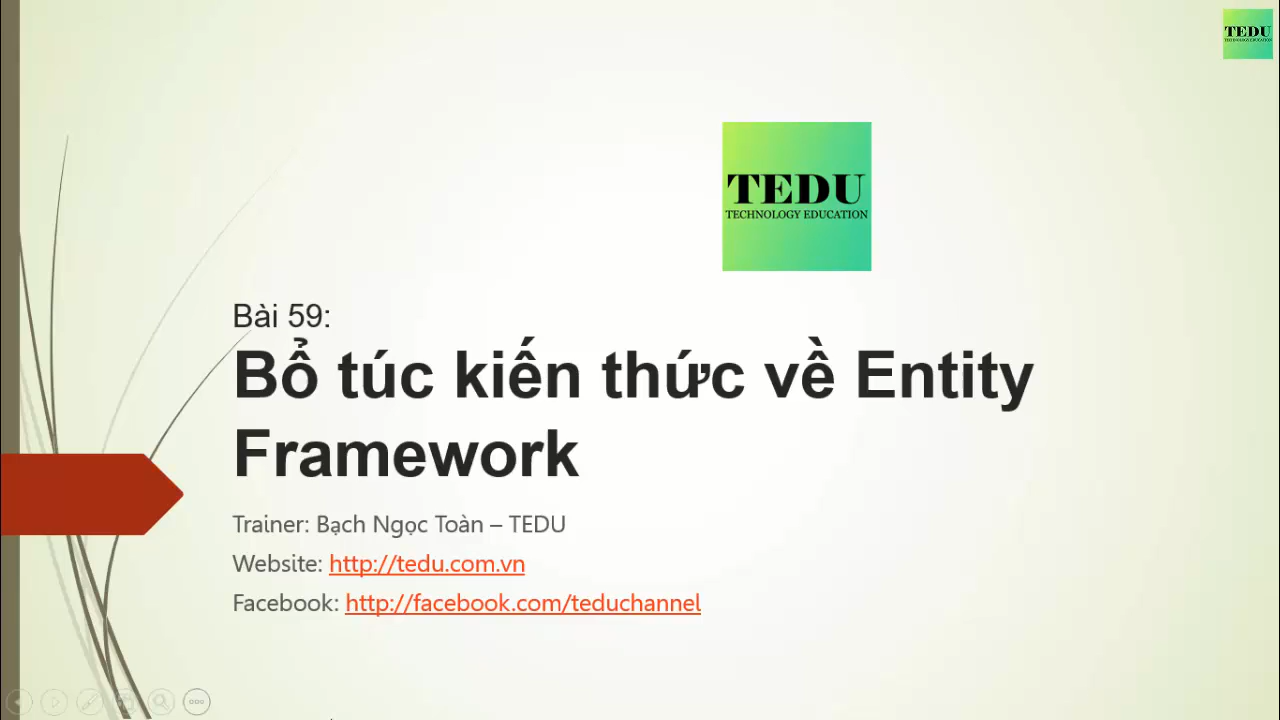 TEDU
TECHNOLOGY EDUCATION
TEDU
TECHNOLOGY EDUCATION
Bài 59:
Bổ túc kiến thức về Entity
Framework
Trainer: Bạch Ngọc Toàn – TEDU
Website: http://tedu.com.vn
Facebook: http://facebook.com/teduchannel